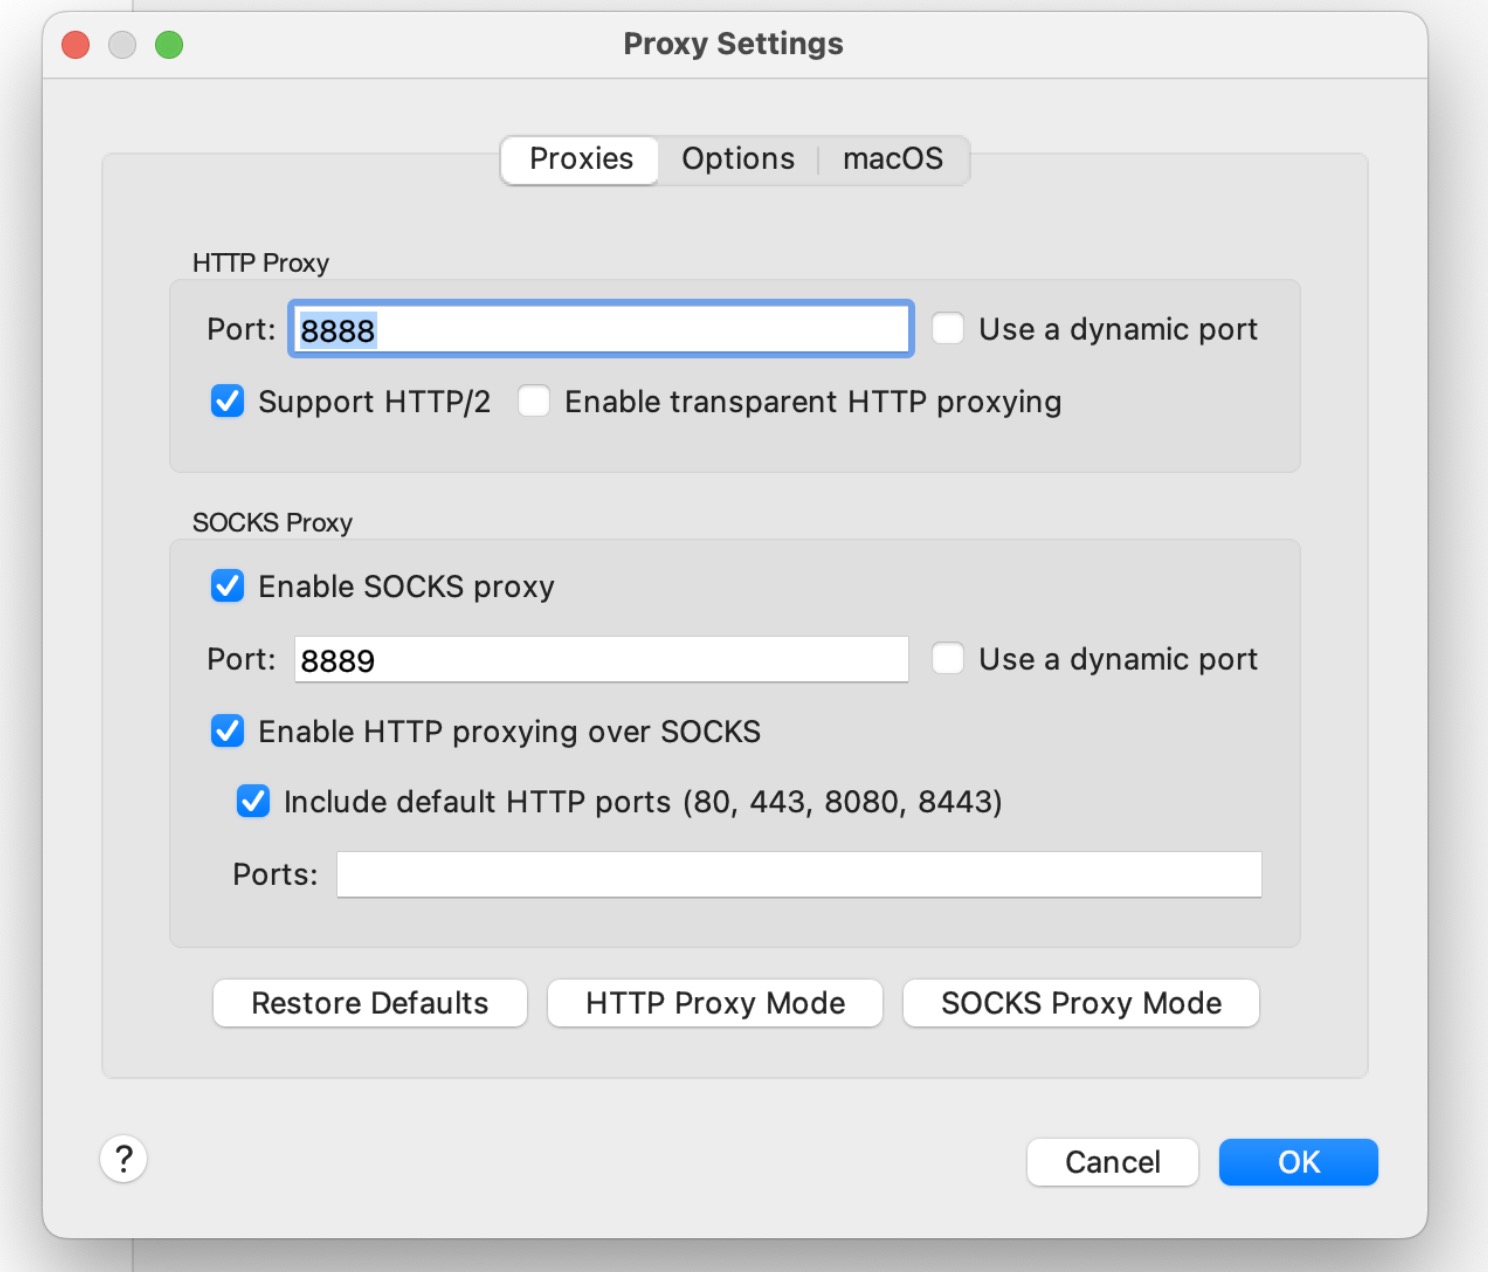 Proxy Settings
Proxies Options macOS
HTTP Proxy
Port: 8888 Use a dynamic port
Support HTTP/2 Enable transparent HTTP proxying
SOCKS Proxy
Enable SOCKS proxy
Port: 8889 Use a dynamic port
Enable HTTP proxying over SOCKS
Include default HTTP ports (80, 443, 8080, 8443)
Ports:
Restore Defaults HTTP Proxy Mode SOCKS Proxy Mode
? Cancel OK